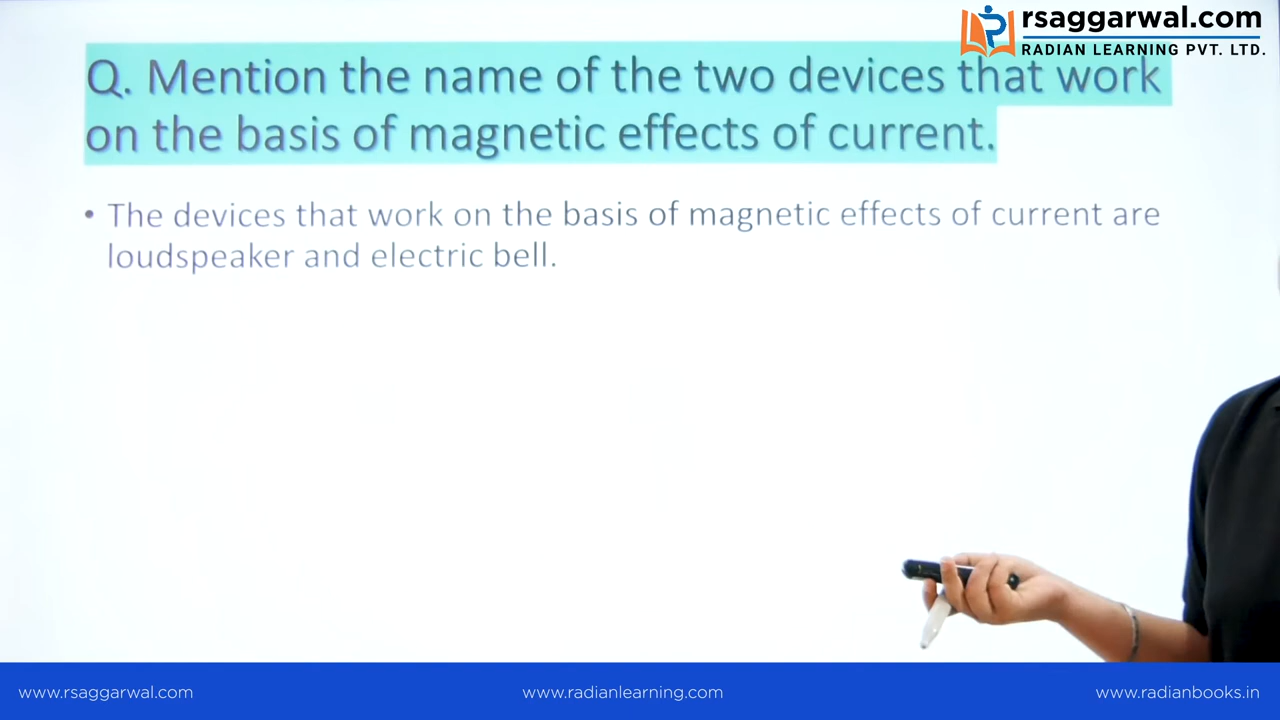 rsaggarwal.com
RADIAN LEARNING PVT. LTD.
Q. Mention the name of the two devices that work
on the basis of magnetic effects of current.
• The devices that work on the basis of magnetic effects of current are
loudspeaker and electric bell.
www.rsaggarwal.com
www.radianlearning.com
www.radianbooks.in